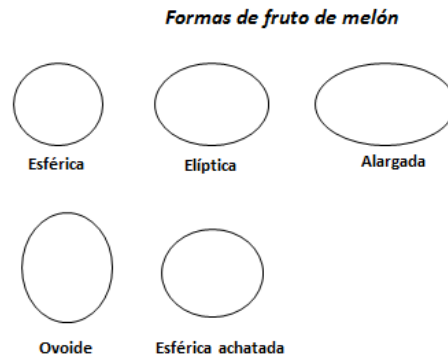 Formas de fruto de melón
Esférica
Elíptica
Alargada
Ovoide
Esférica achatada